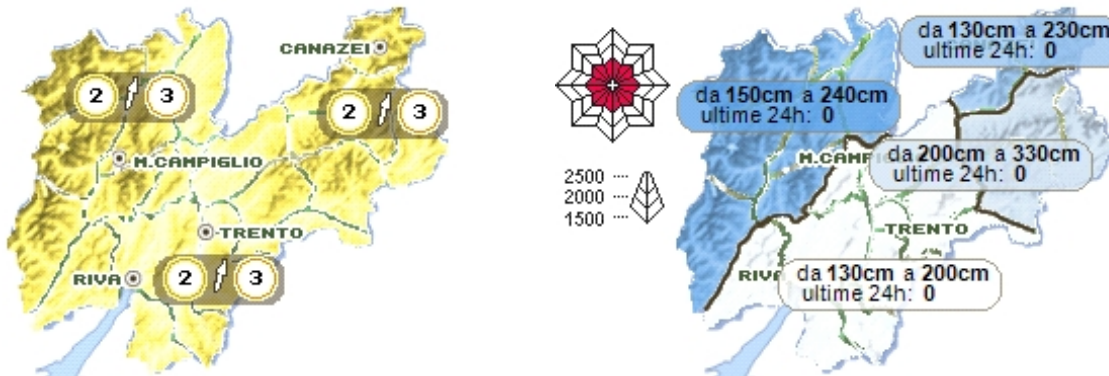 CANAZEI
2 3
2 3
M.CAMPIGLIO
TRENTO
RIVA
2 3
da 130cm a 230cm
ultime 24h: 0
da 150cm a 240cm
ultime 24h: 0
M.CAMP
da 200cm a 330cm
ultime 24h: 0
2500
2000
1500
TRENTO
RIVA
da 130cm a 200cm
ultime 24h: 0